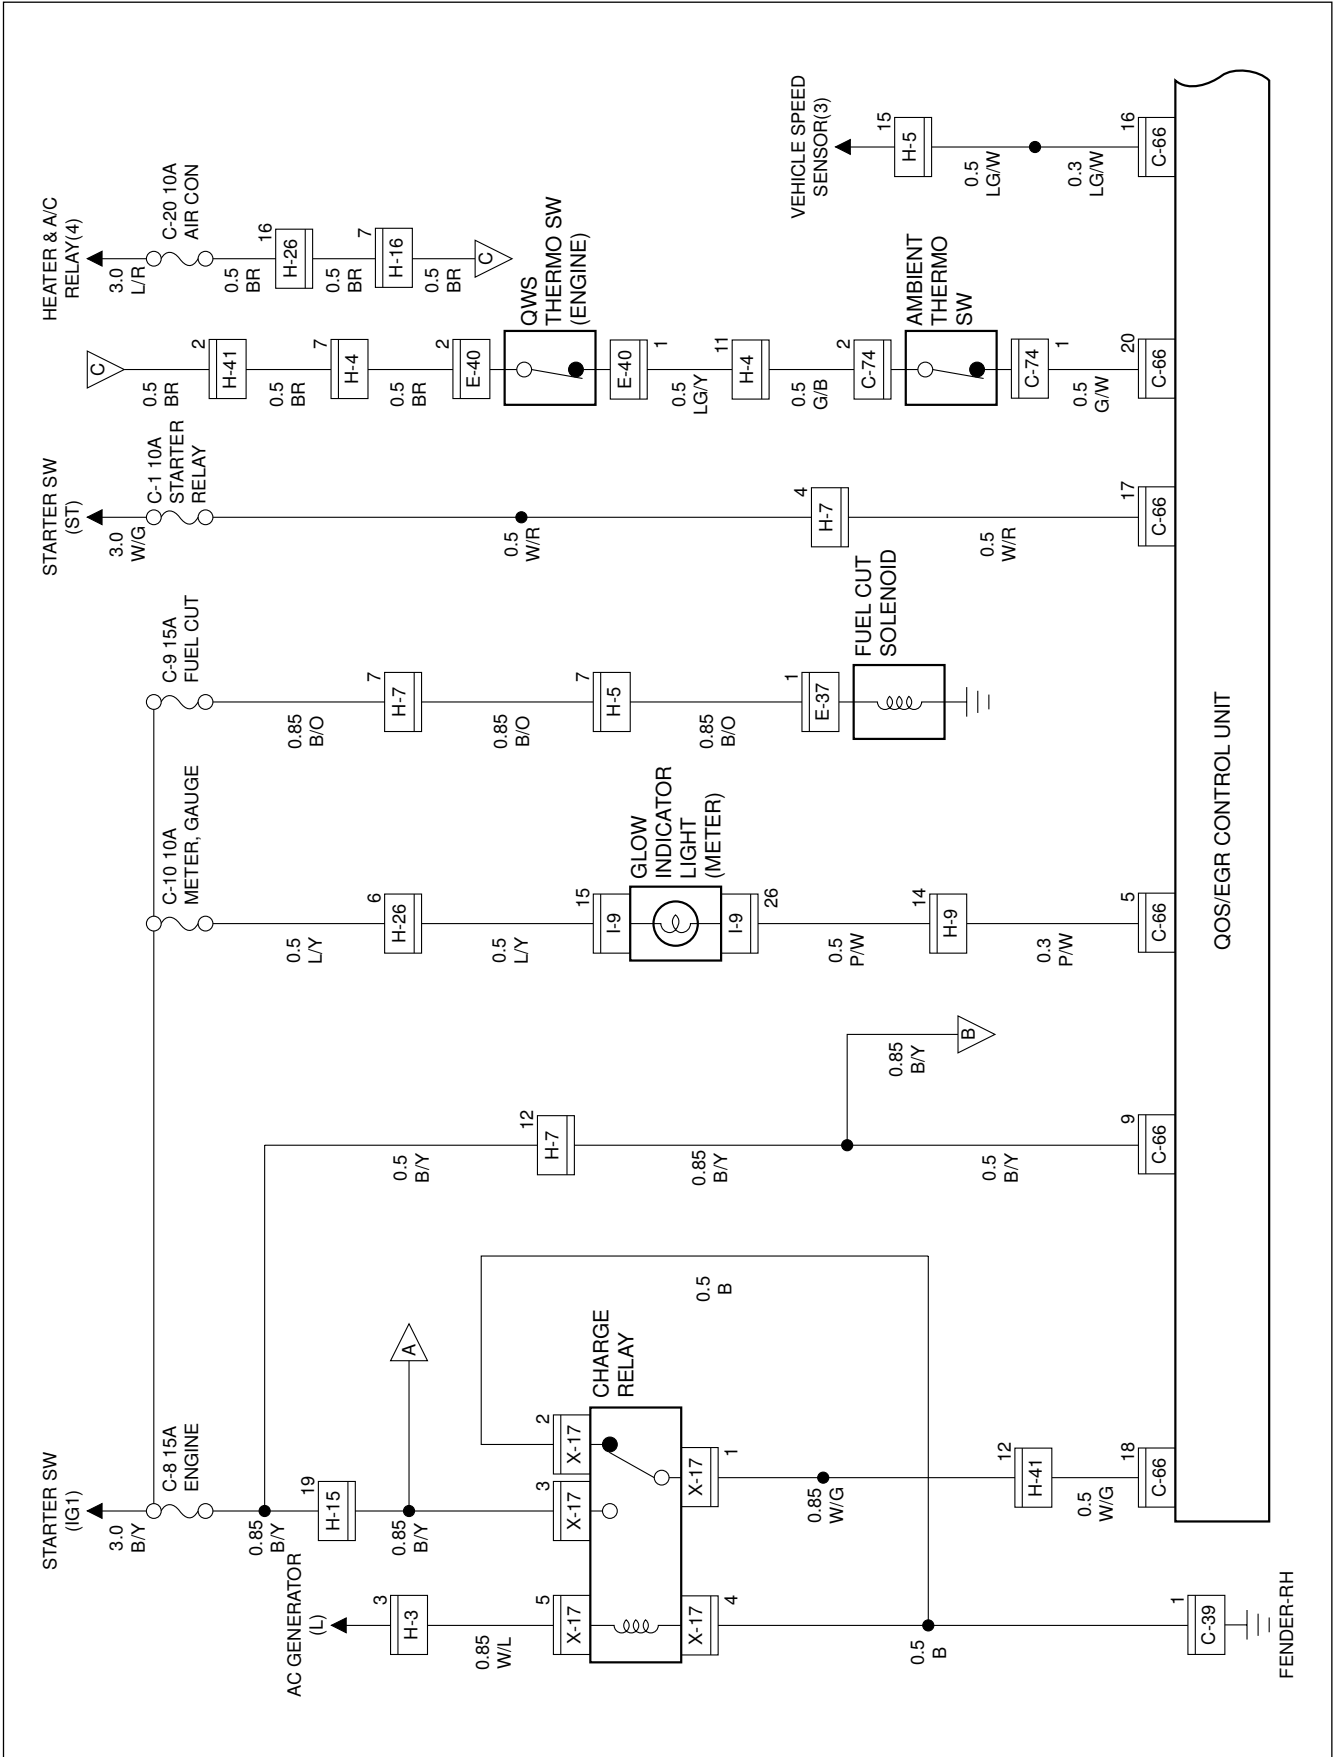 AC GENERATOR
(L)
3
H-3
0.85
W/L
5
X-17
X-17
4
0.5
B
1
C-39
FENDER-RH
STARTER SW
(IG1)
3.0
B/Y
C-8 15A
ENGINE
0.85
B/Y
19
H-15
0.85
B/Y
A
3
X-17
2
X-17
CHARGE
RELAY
X-17
1
0.5
B
0.85
W/G
12
H-41
0.5
W/G
18
C-66
0.5
B/Y
12
H-7
0.85
B/Y
0.85
B/Y
B
0.5
B/Y
9
C-66
C-10 10A
METER, GAUGE
0.5
L/Y
6
H-26
0.5
L/Y
15
I-9
GLOW
INDICATOR
LIGHT
(METER)
I-9
26
0.5
P/W
14
H-9
0.3
P/W
5
C-66
C-9 15A
FUEL CUT
0.85
B/O
7
H-7
0.85
B/O
7
H-5
0.85
B/O
1
E-37
FUEL CUT
SOLENOID
STARTER SW
(ST)
3.0
W/G
C-1 10A
STARTER
RELAY
0.5
W/R
4
H-7
0.5
W/R
17
C-66
C
0.5
BR
2
H-41
0.5
BR
7
H-4
0.5
BR
2
E-40
QWS
THERMO SW
(ENGINE)
E-40
1
0.5
LG/Y
11
H-4
0.5
G/B
2
C-74
AMBIENT
THERMO
SW
C-74
1
0.5
G/W
20
C-66
HEATER & A/C
RELAY(4)
3.0
L/R
C-20 10A
AIR CON
0.5
BR
16
H-26
0.5
BR
7
H-16
0.5
BR
C
VEHICLE SPEED
SENSOR(3)
15
H-5
0.5
LG/W
0.3
LG/W
16
C-66
QOS/EGR CONTROL UNIT